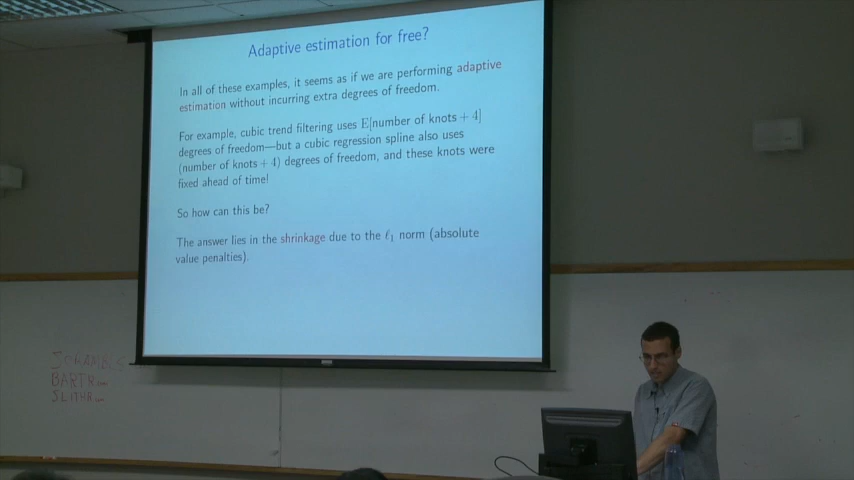 Adaptive estimation for free?
In all of these examples, it seems as if we are performing adaptive
estimation without incurring extra degrees of freedom.
For example, cubic trend filtering uses E[number of knots + 4]
degrees of freedom—but a cubic regression spline also uses
(number of knots + 4) degrees of freedom, and these knots were
fixed ahead of time!
So how can this be?
The answer lies in the shrinkage due to the ℓ₁ norm (absolute
value penalties).